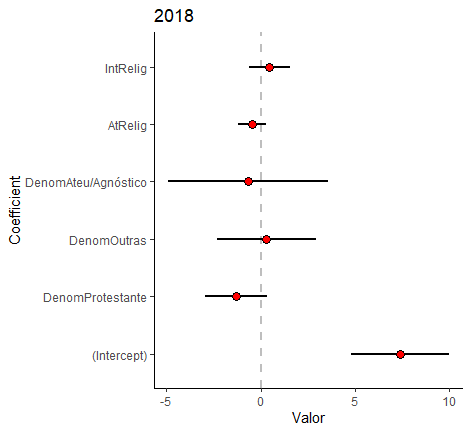 2018
IntRelig
AtRelig
DenomAteu/Agnóstico
DenomOutras
DenomProtestante
(Intercept)
Coefficient
-5 0 5 10
Valor